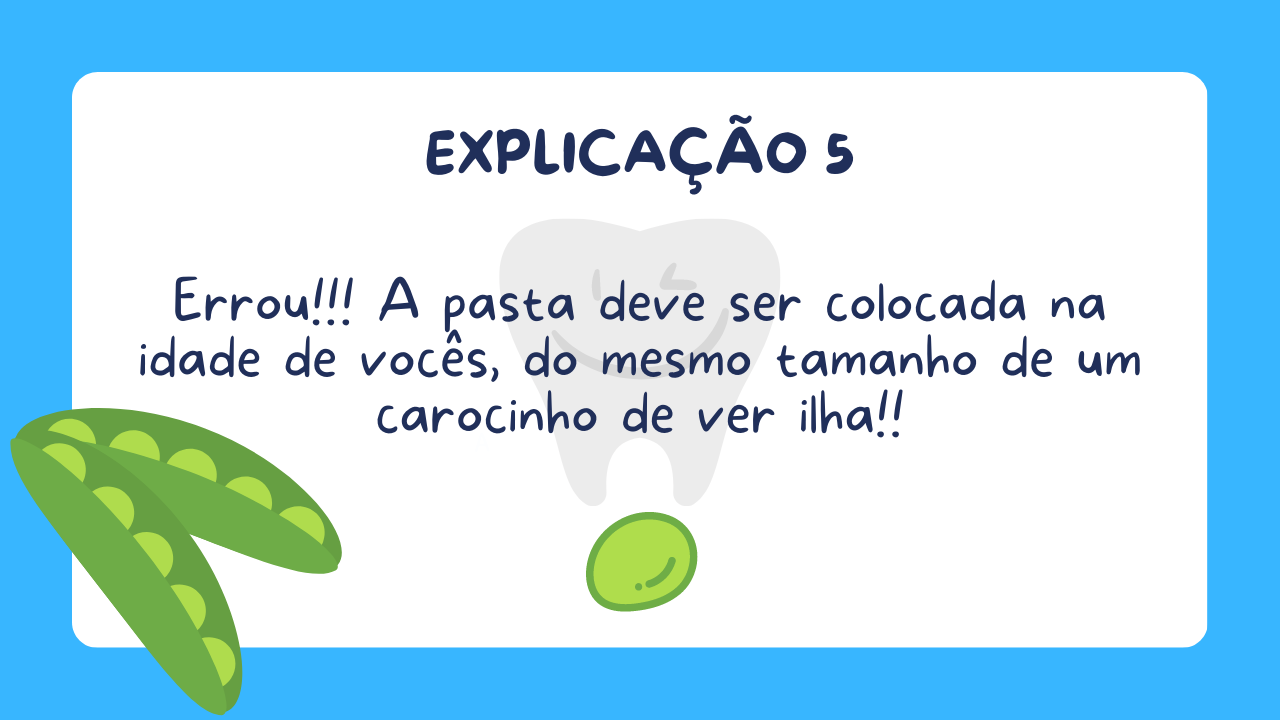 EXPLICAÇÃO 5
Errou!!! A pasta deve ser colocada na
idade de vocês, do mesmo tamanho de um
carocinho de ver ilha!!